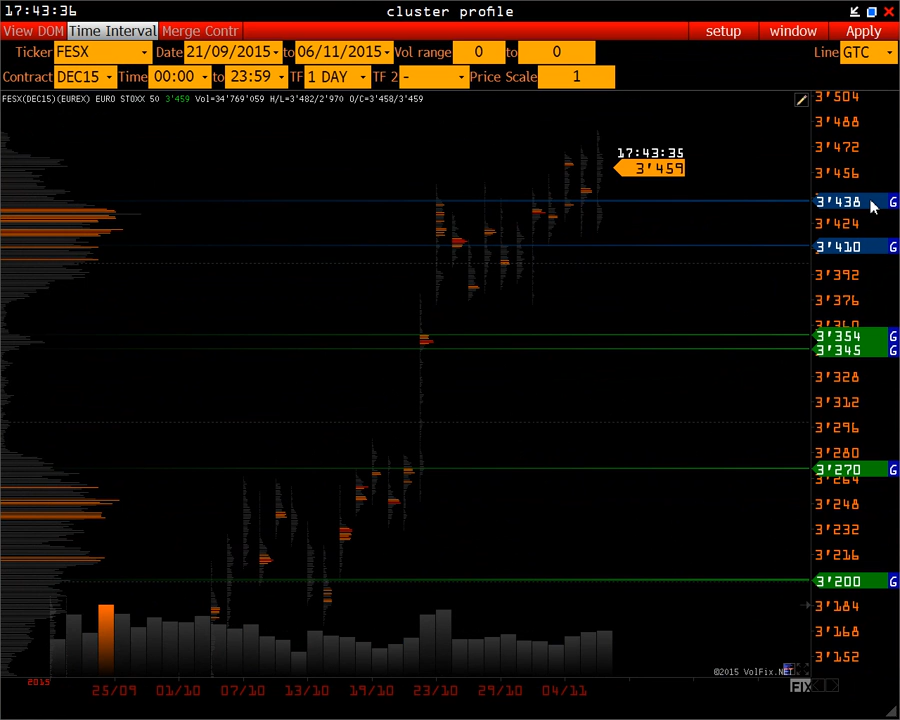 17:43:36 cluster profile
View DOM Time Interval Merge Contr setup window Apply
Ticker FESX Date 21/09/2015 to 06/11/2015 Vol range 0 to 0 Line GTC
Contract DEC15 Time 00:00 to 23:59 TF 1 DAY TF 2 - Price Scale 1
FESX(DEC15)(EUREX) EURO STOXX 50 3'459 Vol=34'769'059 H/L=3'482/2'970 O/C=3'458/3'459
3'504
3'488
3'472
17:43:35
3'459
3'456
3'438 G
3'424
3'410 G
3'392
3'376
3'360
3'354 G
3'345 G
3'328
3'312
3'296
3'280
3'270 G
3'264
3'248
3'232
3'216
3'200 G
3'184
3'168
3'152
©2015 VolFix.NET
2015 25/09 01/10 07/10 13/10 19/10 23/10 29/10 04/11 FIX